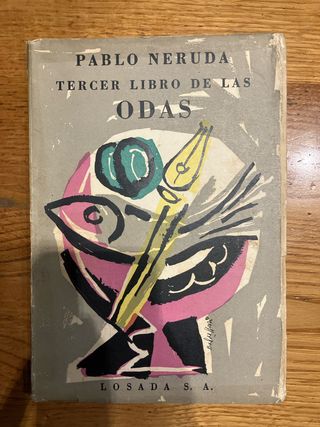 PABLO NERUDA
TERCER LIBRO DE LAS
ODAS
LOSADA S. A.